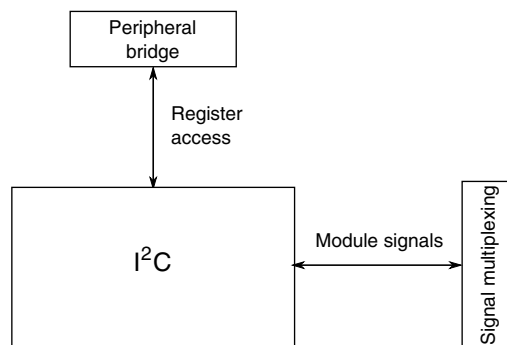 Peripheral
bridge
Register
access
I²C
Module signals
Signal multiplexing